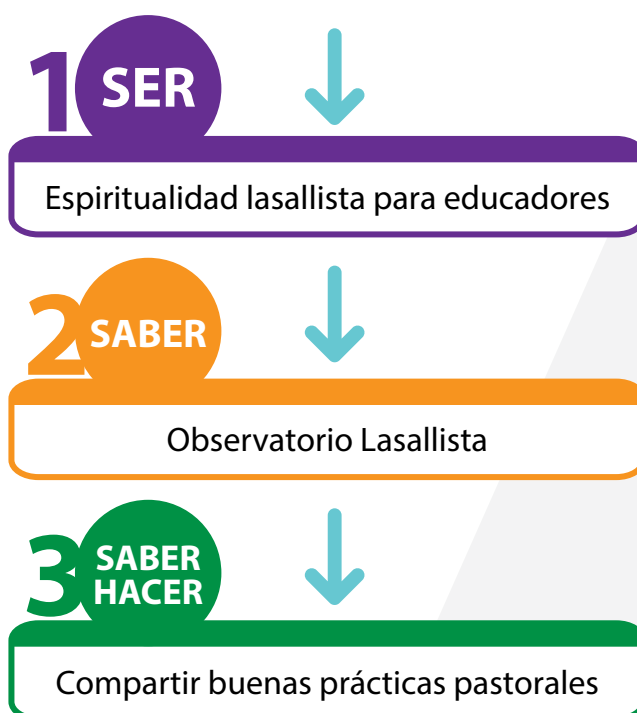 1 SER
Espiritualidad lasallista para educadores
2 SABER
Observatorio Lasallista
3 SABER
HACER
Compartir buenas prácticas pastorales